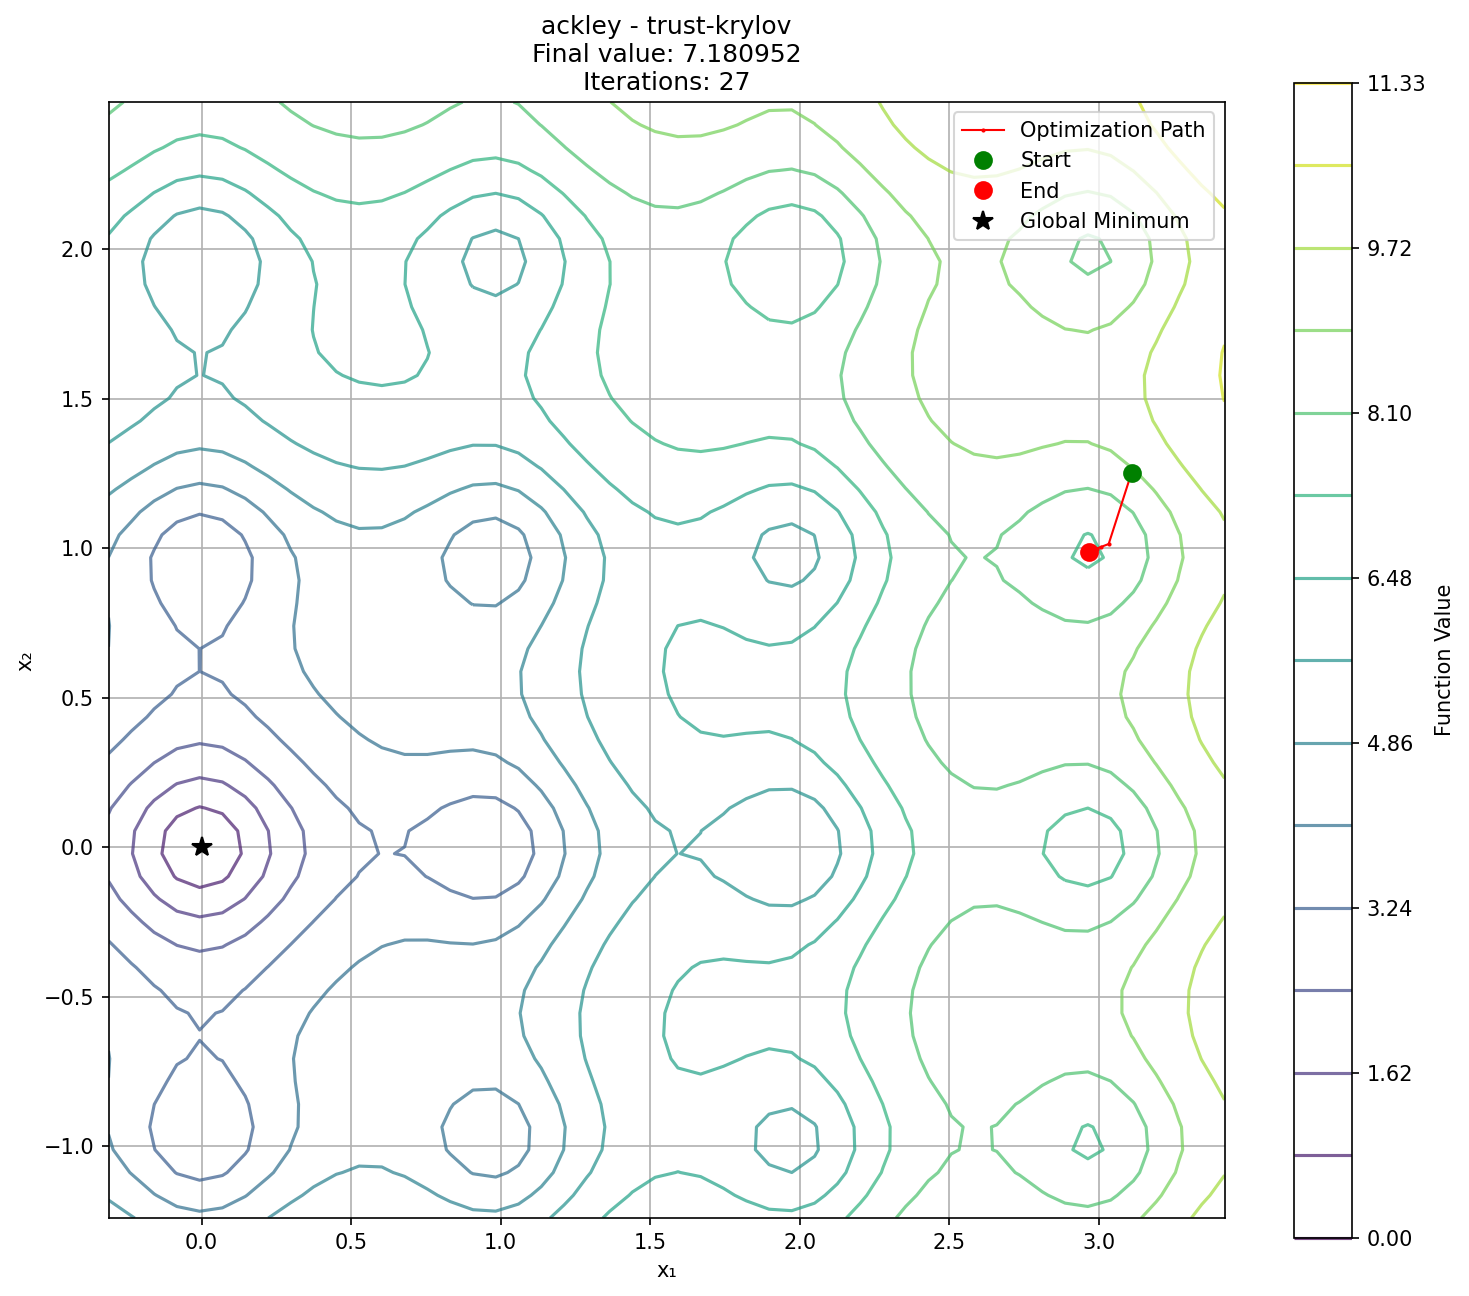 ackley - trust-krylov
Final value: 7.180952
Iterations: 27
Optimization Path
Start
End
Global Minimum
2.0
1.5
1.0
0.5
0.0
−0.5
−1.0
x₂
0.0
0.5
1.0
1.5
2.0
2.5
3.0
x₁
11.33
9.72
8.10
6.48
4.86
3.24
1.62
0.00
Function Value